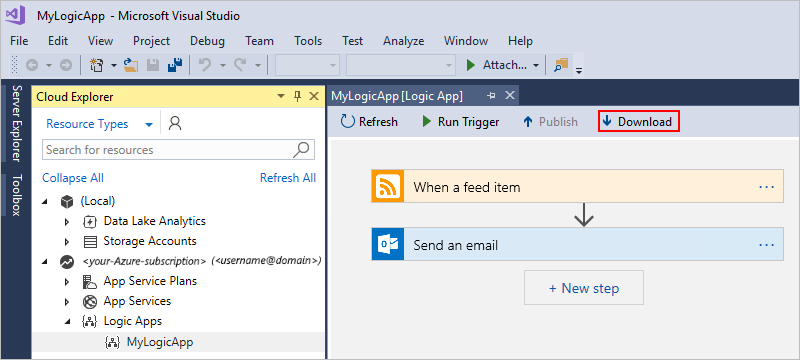 MyLogicApp - Microsoft Visual Studio
File Edit View Project Debug Team Tools Test Analyze Window Help
Attach...
Server Explorer
Toolbox
Cloud Explorer
Resource Types
Search for resources
Collapse All Refresh All
(Local)
Data Lake Analytics
Storage Accounts
<your-Azure-subscription> (<username@domain>)
App Service Plans
App Services
Logic Apps
MyLogicApp
MyLogicApp [Logic App]
Refresh Run Trigger Publish Download
When a feed item ...
Send an email ...
+ New step